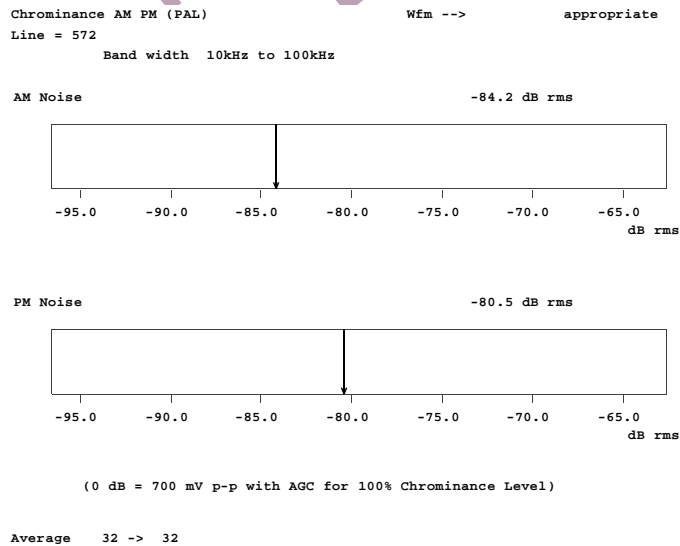 Chrominance AM PM (PAL) Wfm --> appropriate
Line = 572
Band width 10kHz to 100kHz
AM Noise -84.2 dB rms
-95.0 -90.0 -85.0 -80.0 -75.0 -70.0 -65.0
dB rms
PM Noise -80.5 dB rms
-95.0 -90.0 -85.0 -80.0 -75.0 -70.0 -65.0
dB rms
(0 dB = 700 mV p-p with AGC for 100% Chrominance Level)
Average 32 -> 32